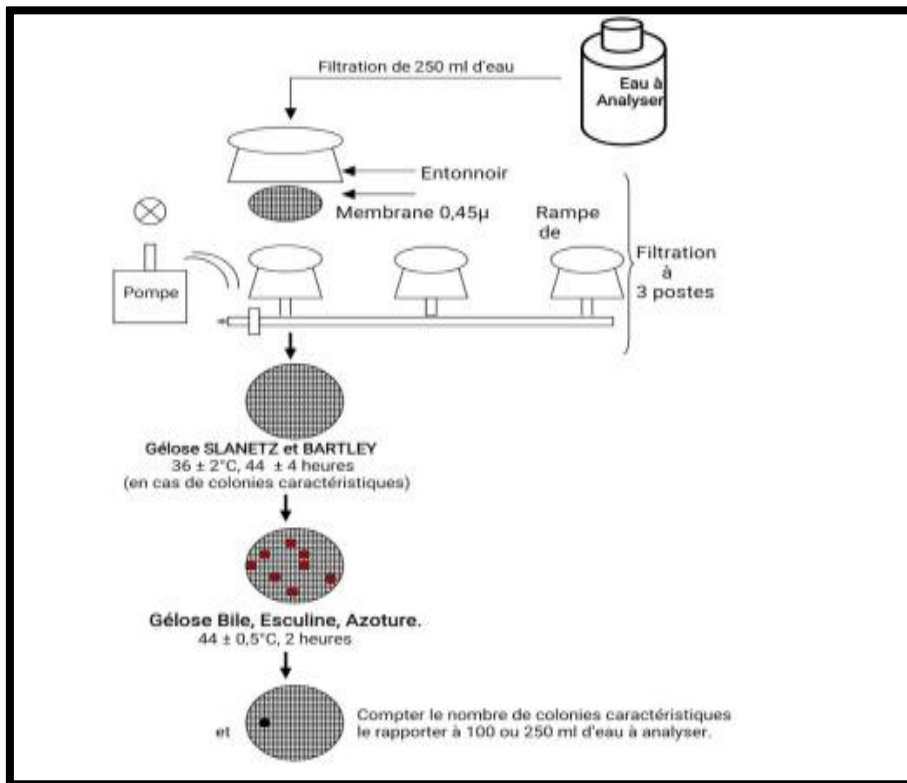 Filtration de 250 ml d'eau
Eau à
Analyser
Entonnoir
Membrane 0,45µ
Rampe
de
Filtration
à
3 postes
Pompe
Gélose SLANETZ et BARTLEY
36 ± 2°C, 44 ± 4 heures
(en cas de colonies caractéristiques)
Gélose Bile, Esculine, Azoture.
44 ± 0,5°C, 2 heures
et
Compter le nombre de colonies caractéristiques
le rapporter à 100 ou 250 ml d'eau à analyser.